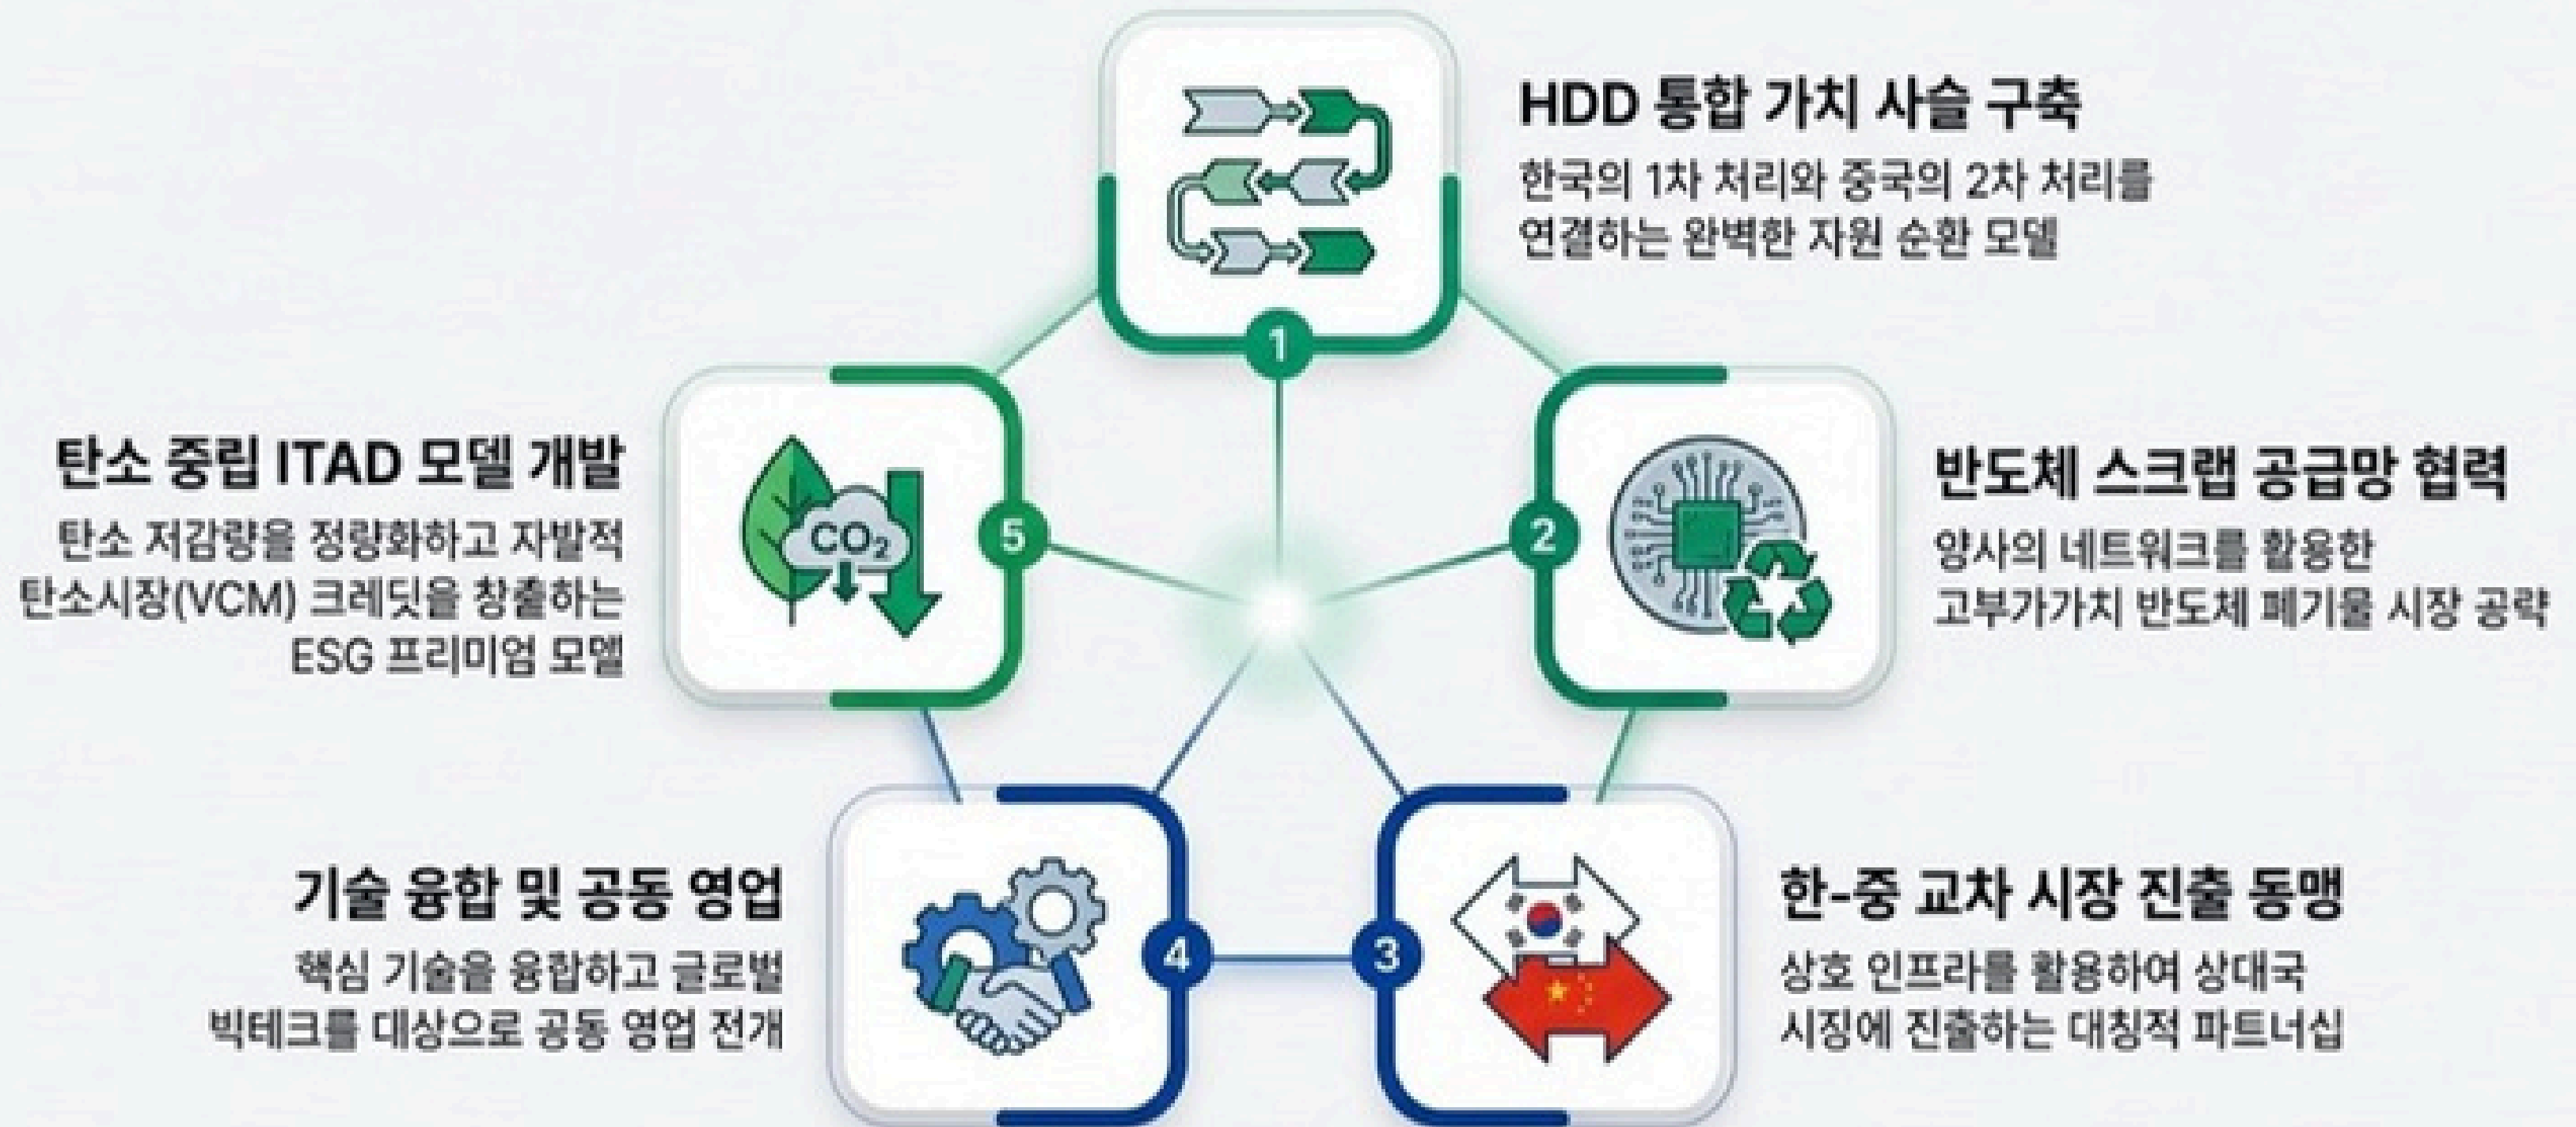 HDD 통합 가치 사슬 구축
한국의 1차 처리와 중국의 2차 처리를
연결하는 완벽한 자원 순환 모델
1
반도체 스크랩 공급망 협력
양사의 네트워크를 활용한
고부가가치 반도체 폐기물 시장 공략
2
한-중 교차 시장 진출 동맹
상호 인프라를 활용하여 상대국
시징에 진출하는 대칭적 파트너십
3
기술 융합 및 공동 영업
핵심 기술을 융합하고 글로벌
빅테크를 대상으로 공동 영업 전개
4
탄소 중립 ITAD 모델 개발
탄소 저감량을 정량화하고 자발적
탄소시장(VCM) 크레딧을 창출하는
ESG 프리미엄 모델
CO₂
5